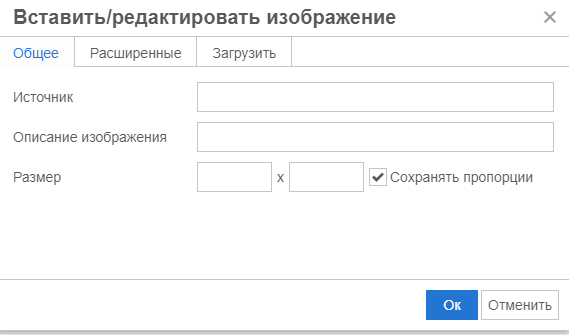 Вставить/редактировать изображение
Общее Расширенные Загрузить
Источник
Описание изображения
Размер x Сохранять пропорции
Ок Отменить